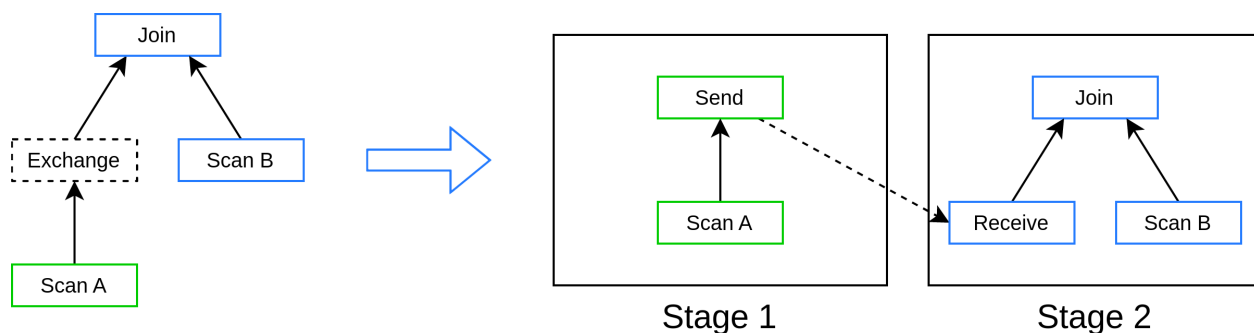 Join
Exchange
Scan B
Scan A
Send
Scan A
Stage 1
Join
Receive
Scan B
Stage 2